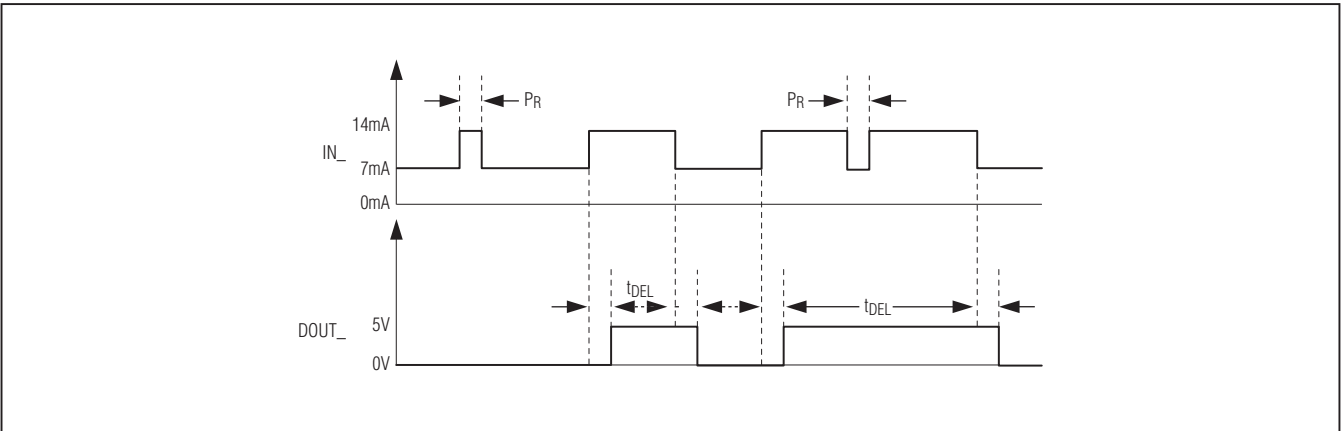 PR
PR
14mA
IN_
7mA
0mA
tDEL
tDEL
5V
DOUT_
0V